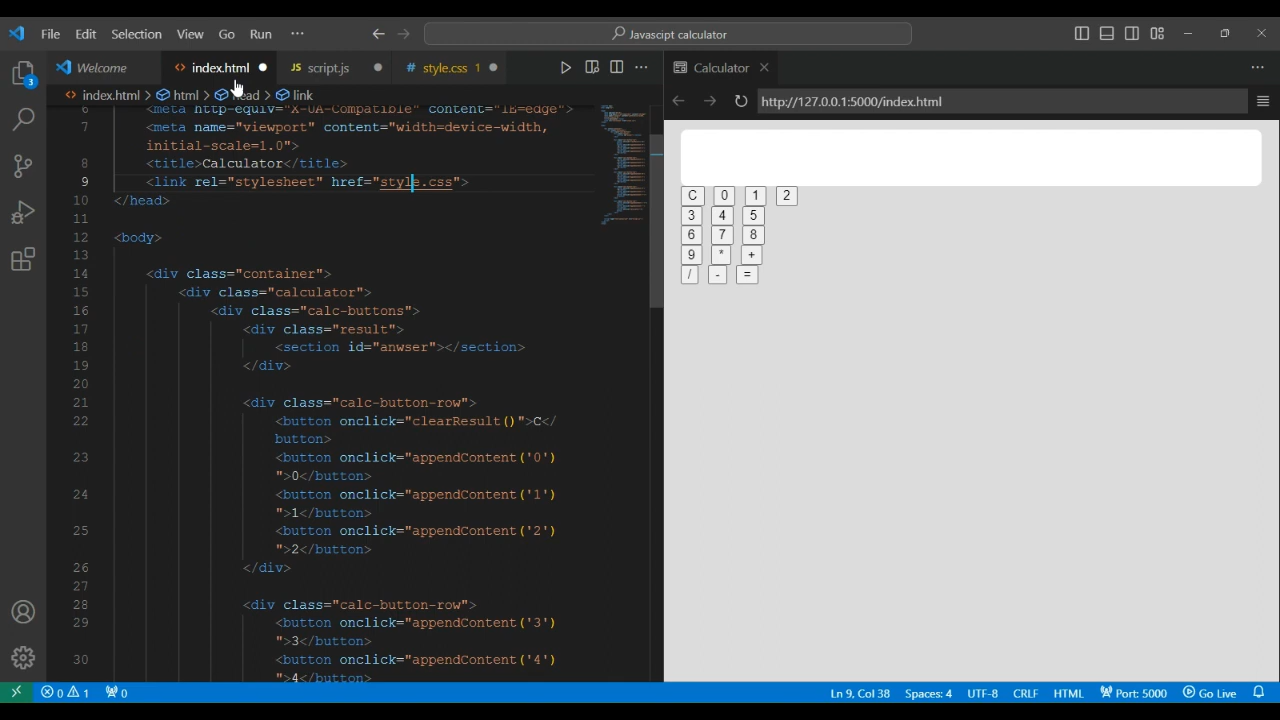 File Edit Selection View Go Run ··· Javascipt calculator
Welcome <> index.html JS script.js # style.css 1 ··· Calculator ···
3
<> index.html > html > head > link
http://127.0.0.1:5000/index.html
6 <meta http-equiv="X-UA-Compatible" content="IE=edge">
7 <meta name="viewport" content="width=device-width,
initial-scale=1.0">
8 <title>Calculator</title>
9 <link rel="stylesheet" href="style.css">
10 </head>
11
12 <body>
13
14 <div class="container">
15 <div class="calculator">
16 <div class="calc-buttons">
17 <div class="result">
18 <section id="anwser"></section>
19 </div>
20
21 <div class="calc-button-row">
22 <button onclick="clearResult()">C</
button>
23 <button onclick="appendContent('0')
">0</button>
24 <button onclick="appendContent('1')
">1</button>
25 <button onclick="appendContent('2')
">2</button>
26 </div>
27
28 <div class="calc-button-row">
29 <button onclick="appendContent('3')
">3</button>
30 <button onclick="appendContent('4')
">4</button>
C 0 1 2
3 4 5
6 7 8
9 * +
/ - =
0 1 0 Ln 9, Col 38 Spaces: 4 UTF-8 CRLF HTML Port: 5000 Go Live